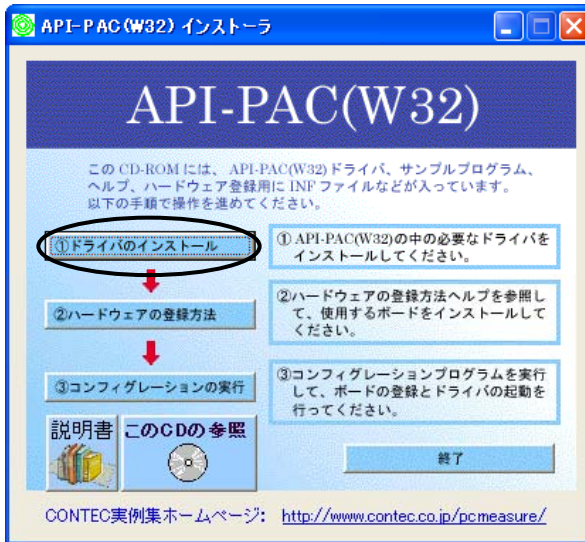 API-PAC(W32) インストーラ
API-PAC(W32)
この CD-ROM には、 API-PAC(W32)ドライバ、サンプルプログラム、
ヘルプ、ハードウェア登録用に INF ファイルなどが入っています。
以下の手順で操作を進めてください。
①ドライバのインストール
① API-PAC(W32)の中の必要なドライバを
インストールしてください。
②ハードウェアの登録方法
②ハードウェアの登録方法ヘルプを参照し
て、使用するボードをインストールして
ください。
③コンフィグレーションの実行
③コンフィグレーションプログラムを実行
して、ボードの登録とドライバの起動を
行ってください。
説明書
このCDの参照
終了
CONTEC実例集ホームページ: http://www.contec.co.jp/pcmeasure/